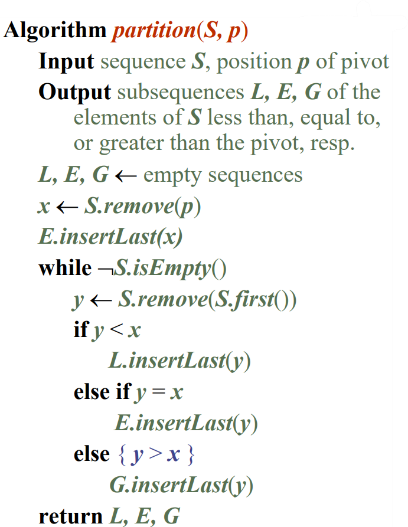 Algorithm partition(S, p)
Input sequence S, position p of pivot
Output subsequences L, E, G of the
elements of S less than, equal to,
or greater than the pivot, resp.
L, E, G ← empty sequences
x ← S.remove(p)
E.insertLast(x)
while ¬S.isEmpty()
y ← S.remove(S.first())
if y < x
L.insertLast(y)
else if y = x
E.insertLast(y)
else { y > x }
G.insertLast(y)
return L, E, G